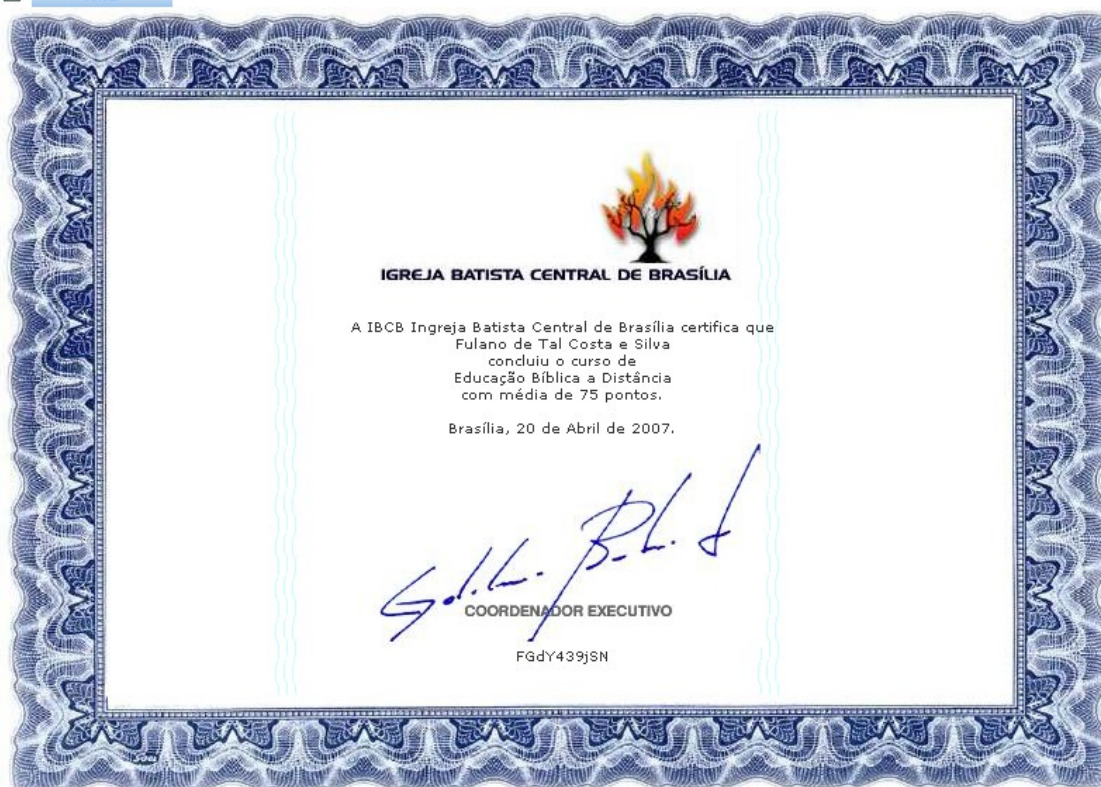 IGREJA BATISTA CENTRAL DE BRASÍLIA
A IBCB Ingreja Batista Central de Brasília certifica que
Fulano de Tal Costa e Silva
concluiu o curso de
Educação Bíblica a Distância
com média de 75 pontos.
Brasília, 20 de Abril de 2007.
COORDENADOR EXECUTIVO
FGdY439jSN